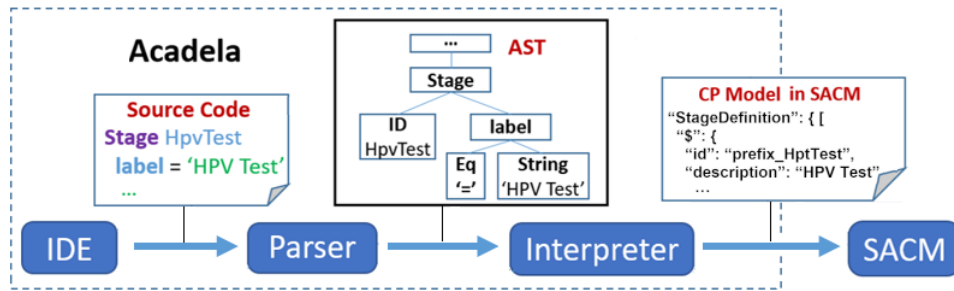 Acadela
Source Code
Stage HpvTest
label = ‘HPV Test’
...
...
AST
Stage
ID
HpvTest
label
Eq
‘=’
String
‘HPV Test’
CP Model in SACM
“StageDefinition”: { [
“$”: {
“id”: “prefix_HptTest”,
“description”: “HPV Test”
...
IDE
Parser
Interpreter
SACM